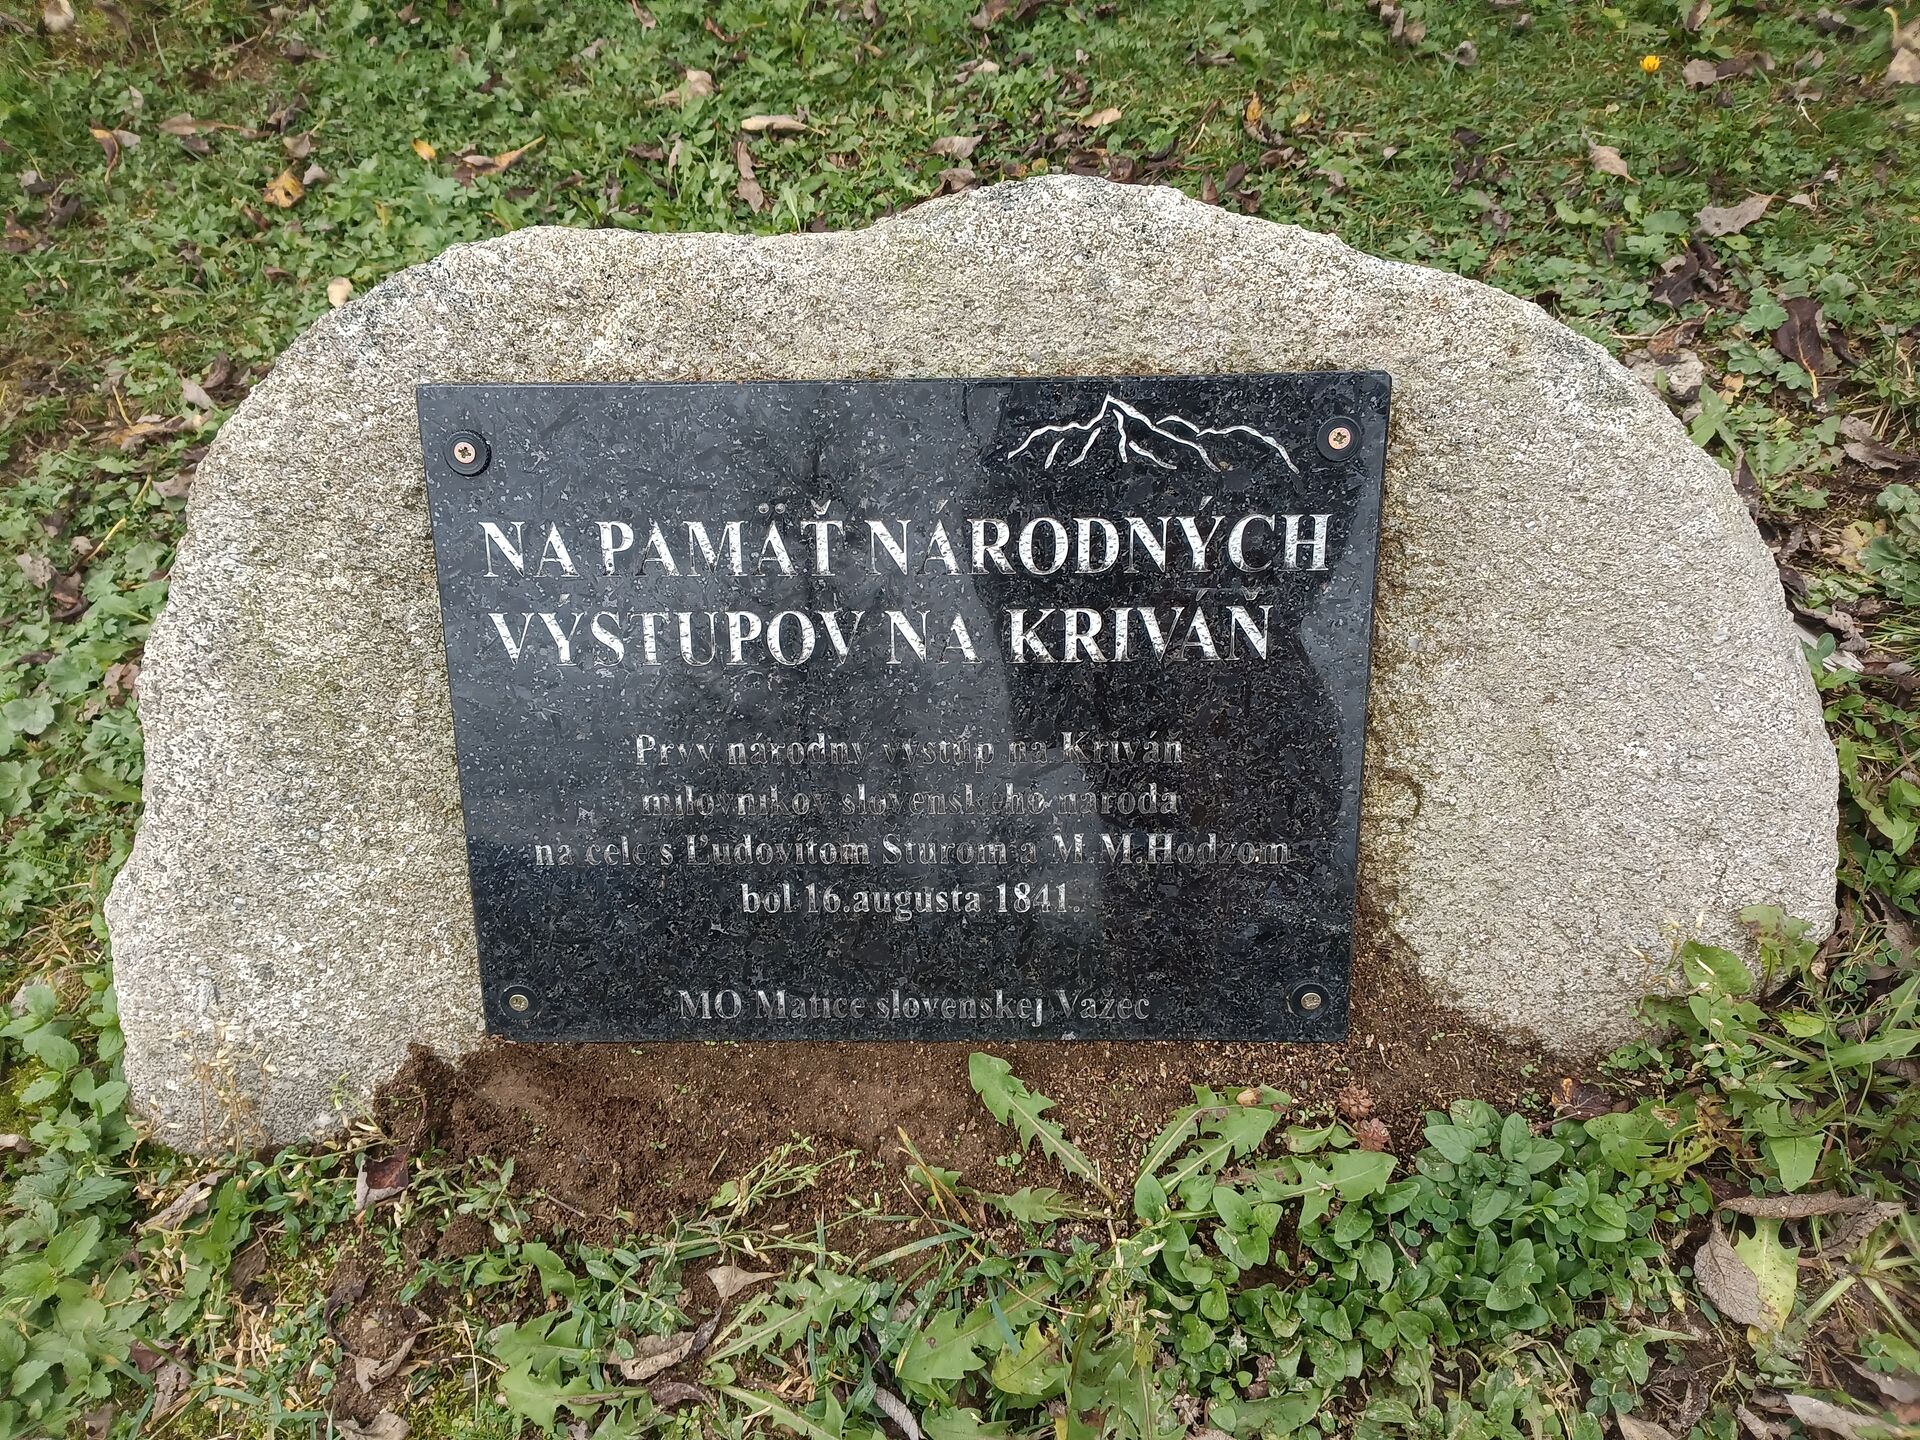 NA PAMÄŤ NÁRODNÝCH
VÝSTUPOV NA KRIVÁŇ
Prvý národný výstup na Kriváň
milovníkov slovenského národa
na čele s Ľudovítom Štúrom a M.M.Hodžom
bol 16.augusta 1841.
MO Matice slovenskej Važec